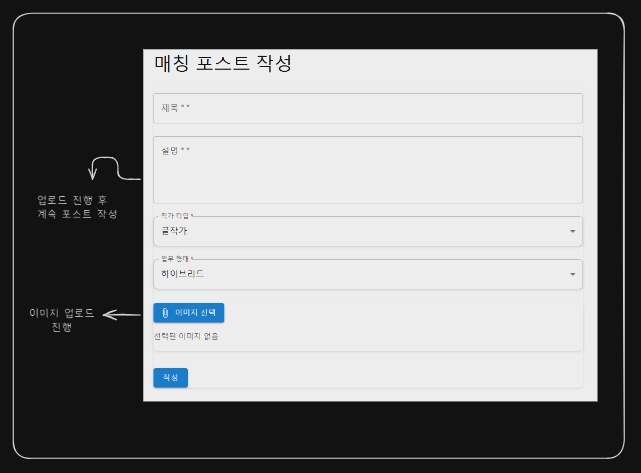 매칭 포스트 작성
제목 * *
설명 * *
업로드 진행 후
계속 포스트 작성
작가 타입 *
글작가
업무 형태 *
하이브리드
이미지 업로드
진행
이미지 선택
선택된 이미지 없음
작성